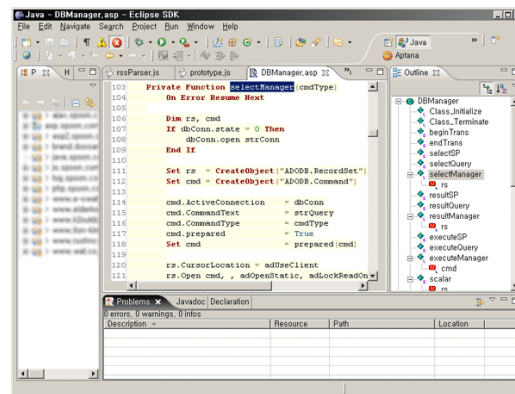 Java - DBManager.asp - Eclipse SDK
File Edit Navigate Search Project Run Window Help
Java
Aptana
P
H
rssParser.js
prototype.js
DBManager.asp
Outline
103 Private Function selectManager(cmdType)
104 On Error Resume Next
105
106 Dim rs, cmd
107 If dbConn.state = 0 Then
108 dbConn.open strConn
109 End If
110
111 Set rs = CreateObject("ADODB.RecordSet")
112 Set cmd = CreateObject("ADODB.Command")
113
114 cmd.ActiveConnection = dbConn
115 cmd.CommandText = strQuery
116 cmd.CommandType = cmdType
117 cmd.prepared = True
118 Set cmd = prepared(cmd)
119
120 rs.CursorLocation = adUseClient
121 rs.Open cmd, , adOpenStatic, adLockReadOn
DBManager
Class_Initialize
Class_Terminate
beginTrans
endTrans
selectSP
selectQuery
selectManager
rs
resultSP
resultQuery
resultManager
rs
executeSP
executeQuery
executeManager
cmd
scalar
rs
Problems
Javadoc
Declaration
0 errors, 0 warnings, 0 infos
Description
Resource
Path
Location